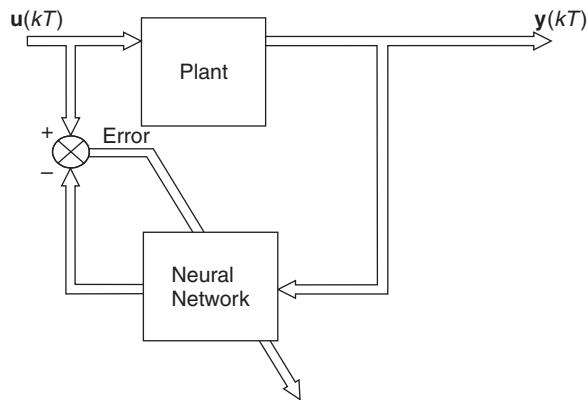 u(kT)
y(kT)
Plant
+
Error
−
Neural
Network